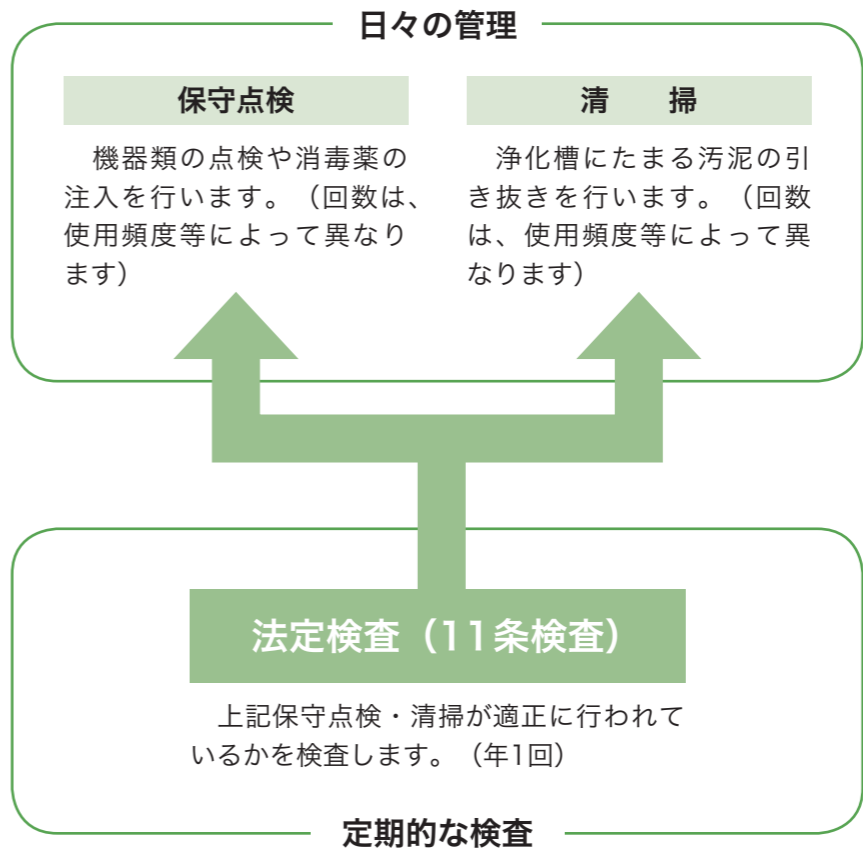 日々の管理
保守点検
機器類の点検や消毒薬の
注入を行います。（回数は、
使用頻度等によって異なり
ます）
清　　掃
浄化槽にたまる汚泥の引
き抜きを行います。（回数
は、使用頻度等によって異
なります）
法定検査（11条検査）
上記保守点検・清掃が適正に行われて
いるかを検査します。（年1回）
定期的な検査